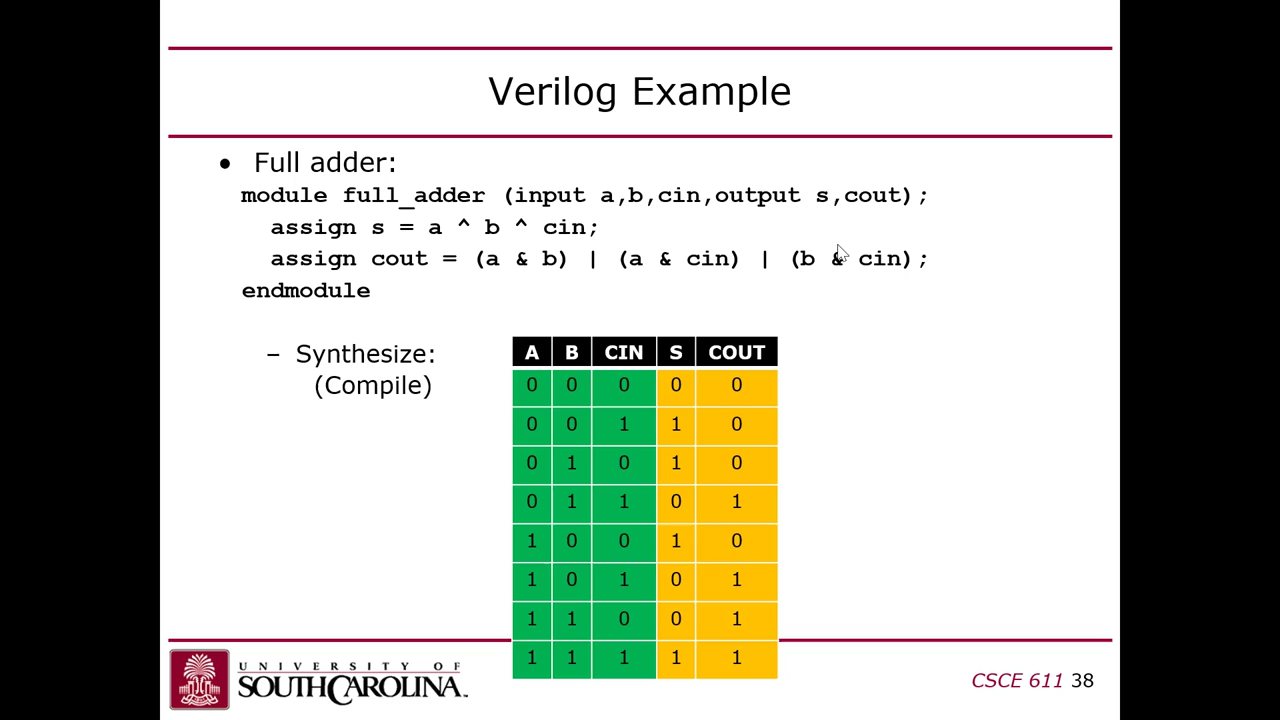 Verilog Example
• Full adder:
module full_adder (input a,b,cin,output s,cout);
assign s = a ^ b ^ cin;
assign cout = (a & b) | (a & cin) | (b & cin);
endmodule
– Synthesize:
(Compile)
A B CIN S COUT
0 0 0 0 0
0 0 1 1 0
0 1 0 1 0
0 1 1 0 1
1 0 0 1 0
1 0 1 0 1
1 1 0 0 1
1 1 1 1 1
UNIVERSITY OF
SOUTH CAROLINA
CSCE 611 38